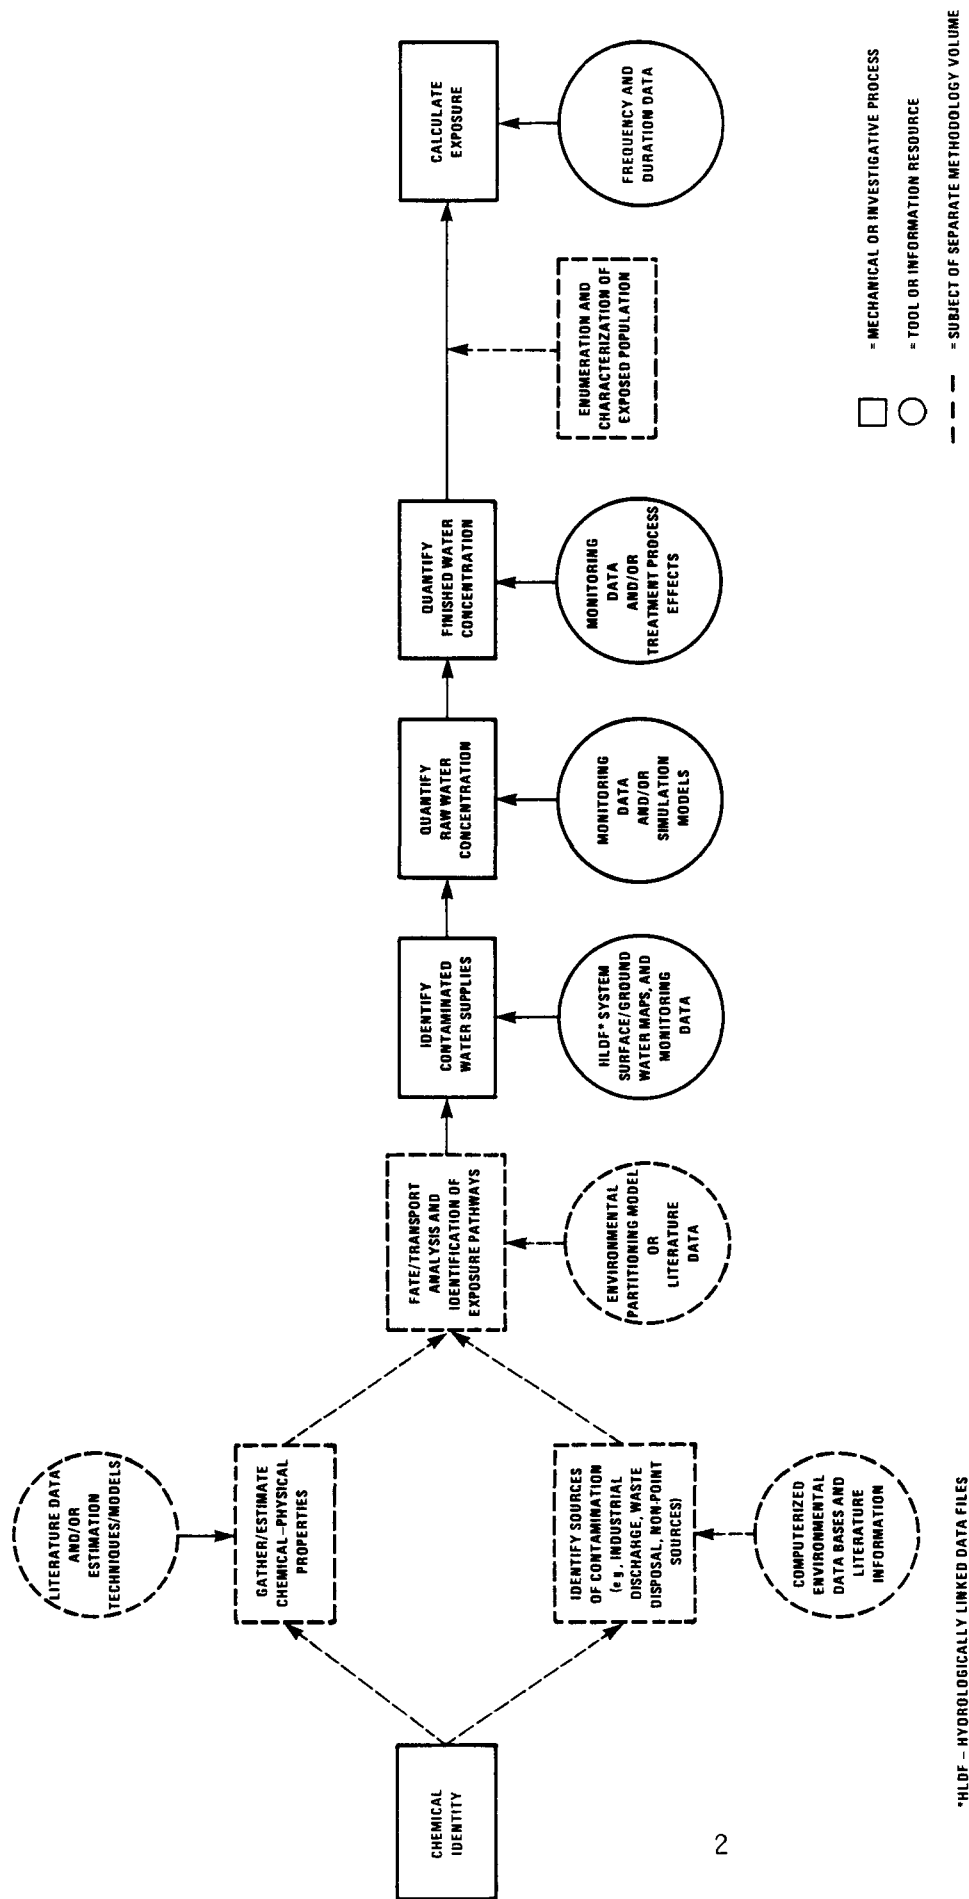 CHEMICAL
IDENTITY
LITERATURE DATA
AND/OR
ESTIMATION
TECHNIQUES/MODELS
GATHER/ESTIMATE
CHEMICAL-PHYSICAL
PROPERTIES
IDENTIFY SOURCES
OF CONTAMINATION
(eg, INDUSTRIAL
DISCHARGE, WASTE
DISPOSAL, NON-POINT
SOURCES)
COMPUTERIZED
ENVIRONMENTAL
DATA BASES AND
LITERATURE
INFORMATION
FATE/TRANSPORT
ANALYSIS AND
IDENTIFICATION OF
EXPOSURE PATHWAYS
ENVIRONMENTAL
PARTITIONING MODEL
OR
LITERATURE
DATA
IDENTIFY
CONTAMINATED
WATER SUPPLIES
HLDF* SYSTEM
SURFACE/GROUND
WATER MAPS, AND
MONITORING
DATA
QUANTIFY
RAW WATER
CONCENTRATION
MONITORING
DATA
AND/OR
SIMULATION
MODELS
QUANTIFY
FINISHED WATER
CONCENTRATION
MONITORING
DATA
AND/OR
TREATMENT PROCESS
EFFECTS
ENUMERATION AND
CHARACTERIZATION OF
EXPOSED POPULATION
CALCULATE
EXPOSURE
FREQUENCY AND
DURATION DATA
= MECHANICAL OR INVESTIGATIVE PROCESS
= TOOL OR INFORMATION RESOURCE
= SUBJECT OF SEPARATE METHODOLOGY VOLUME
*HLDF – HYDROLOGICALLY LINKED DATA FILES
2